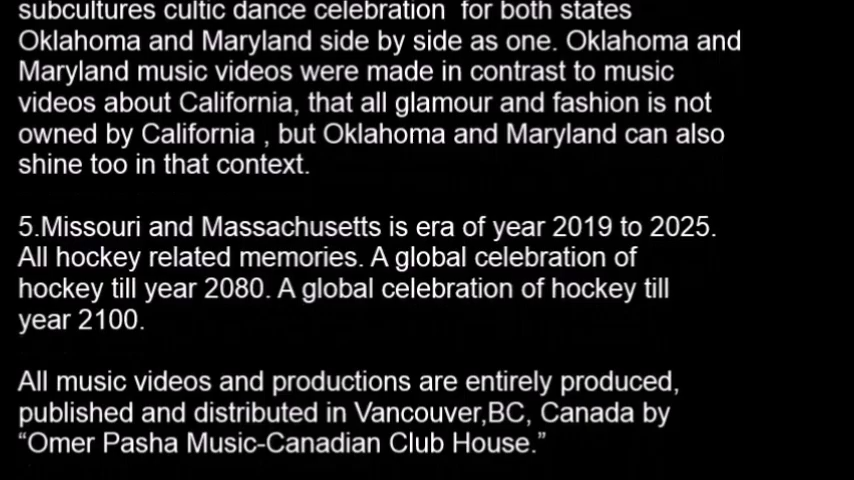 subcultures cultic dance celebration  for both states
Oklahoma and Maryland side by side as one. Oklahoma and
Maryland music videos were made in contrast to music
videos about California, that all glamour and fashion is not
owned by California , but Oklahoma and Maryland can also
shine too in that context.
5.Missouri and Massachusetts is era of year 2019 to 2025.
All hockey related memories. A global celebration of
hockey till year 2080. A global celebration of hockey till
year 2100.
All music videos and productions are entirely produced,
published and distributed in Vancouver,BC, Canada by
“Omer Pasha Music-Canadian Club House.”